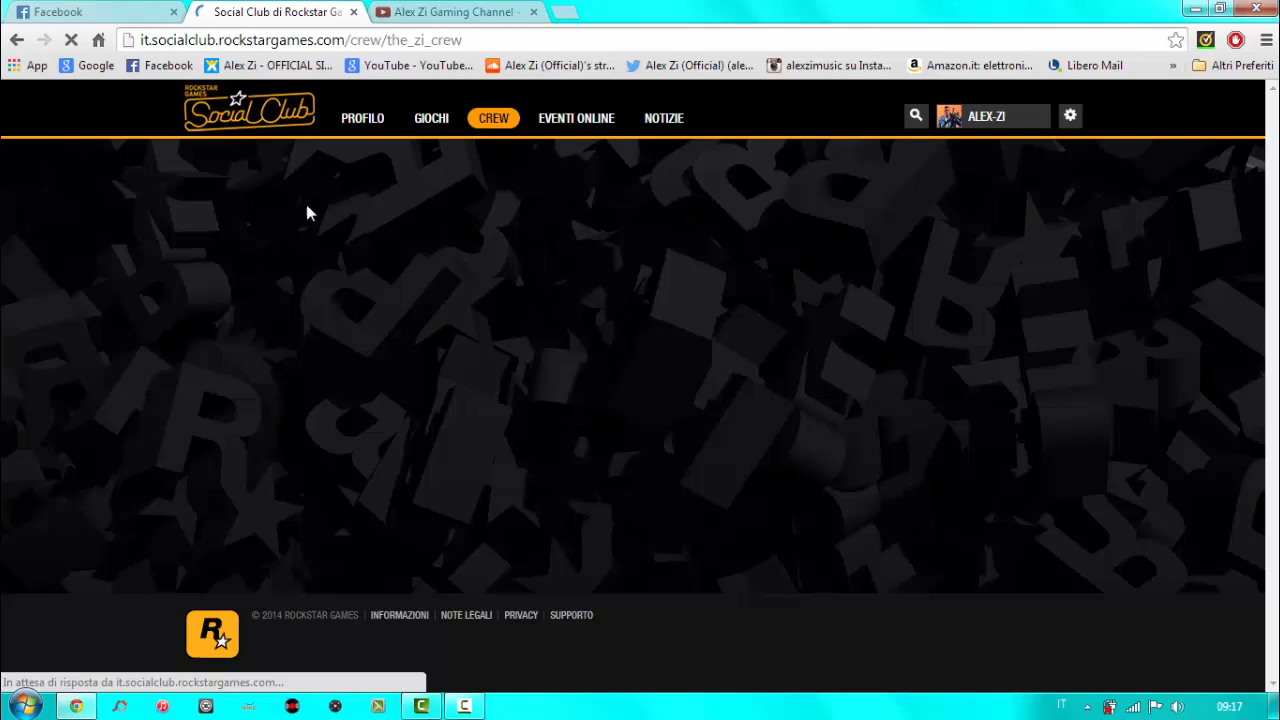 Facebook
Social Club di Rockstar Ga
Alex Zi Gaming Channel -
it.socialclub.rockstargames.com/crew/the_zi_crew
App
Google
Facebook
Alex Zi - OFFICIAL SI...
YouTube - YouTube...
Alex Zi (Official)'s str...
Alex Zi (Official) (ale...
alexzimusic su Insta...
Amazon.it: elettroni...
Libero Mail
»
Altri Preferiti
ROCKSTAR
GAMES
Social Club
PROFILO
GIOCHI
CREW
EVENTI ONLINE
NOTIZIE
ALEX-ZI
R
© 2014 ROCKSTAR GAMES | INFORMAZIONI | NOTE LEGALI | PRIVACY | SUPPORTO
In attesa di risposta da it.socialclub.rockstargames.com...
IT
09:17